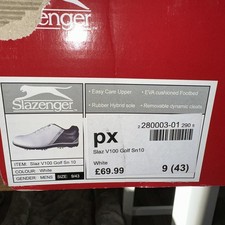 Slazenger
• Easy Care Upper
• EVA cushioned Footbed
• Rubber Hybrid sole
• Removable dynamic cleats
px
2 280003-01 290
Slaz V100 Golf Sn10
White
£69.99
9 (43)
ITEM: Slaz V100 Golf Sn 10
COLOUR: White
GENDER: MENS SIZE: 9/43